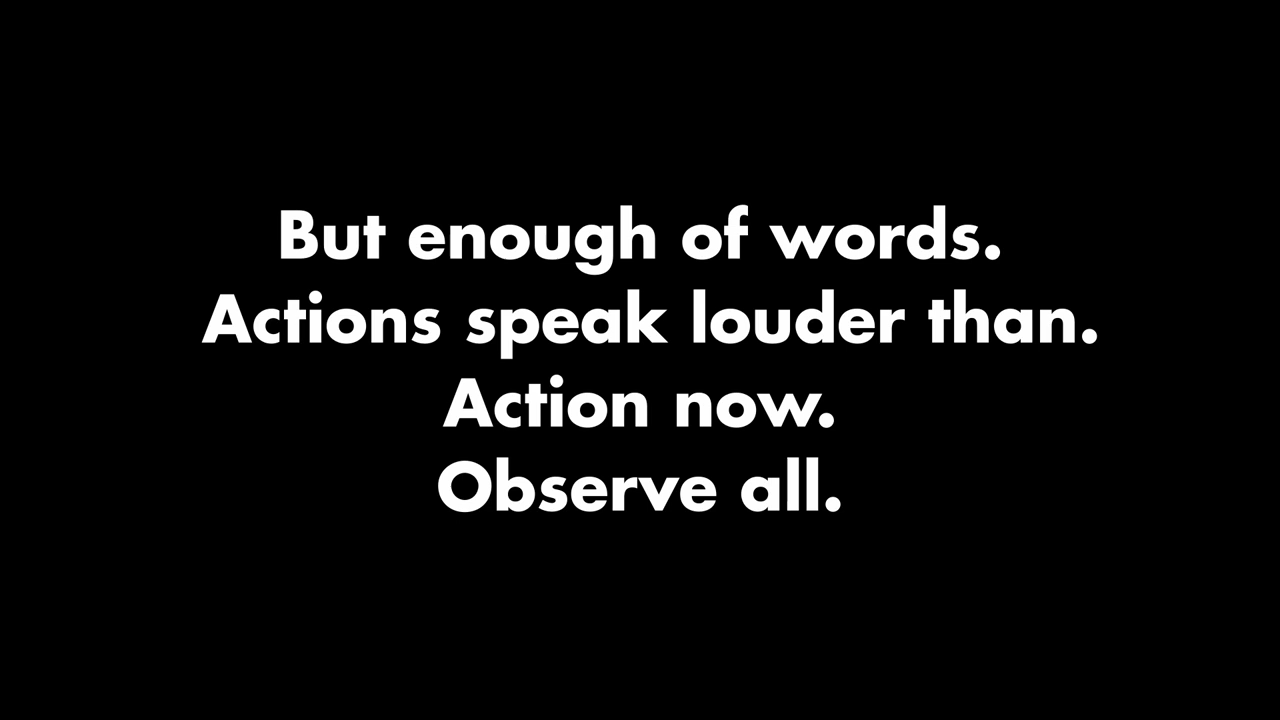 But enough of words.
Actions speak louder than.
Action now.
Observe all.